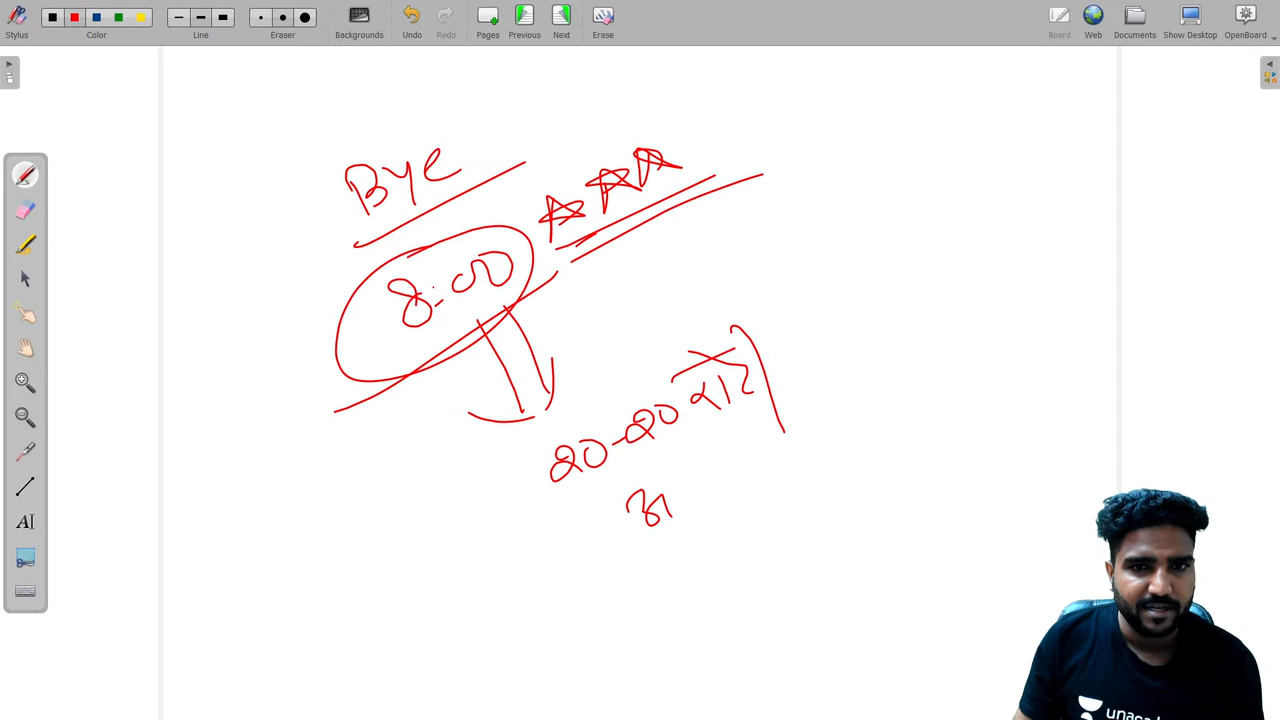 Stylus
Color
Line
Eraser
Backgrounds
Undo
Redo
Pages
Previous
Next
Erase
Board
Web
Documents
Show Desktop
OpenBoard
Bye
8:00
20-20
unaca